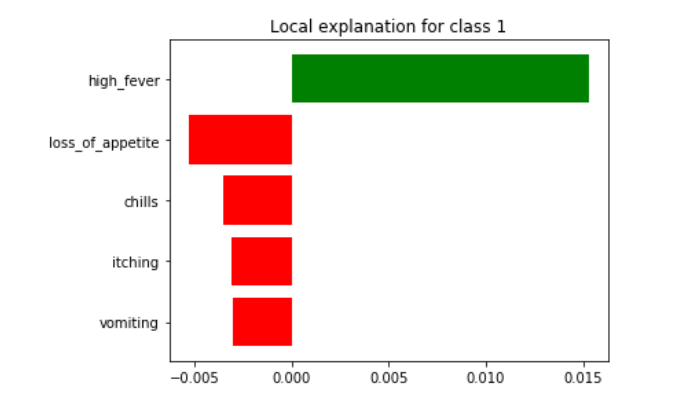 Local explanation for class 1
high_fever
loss_of_appetite
chills
itching
vomiting
−0.005 0.000 0.005 0.010 0.015